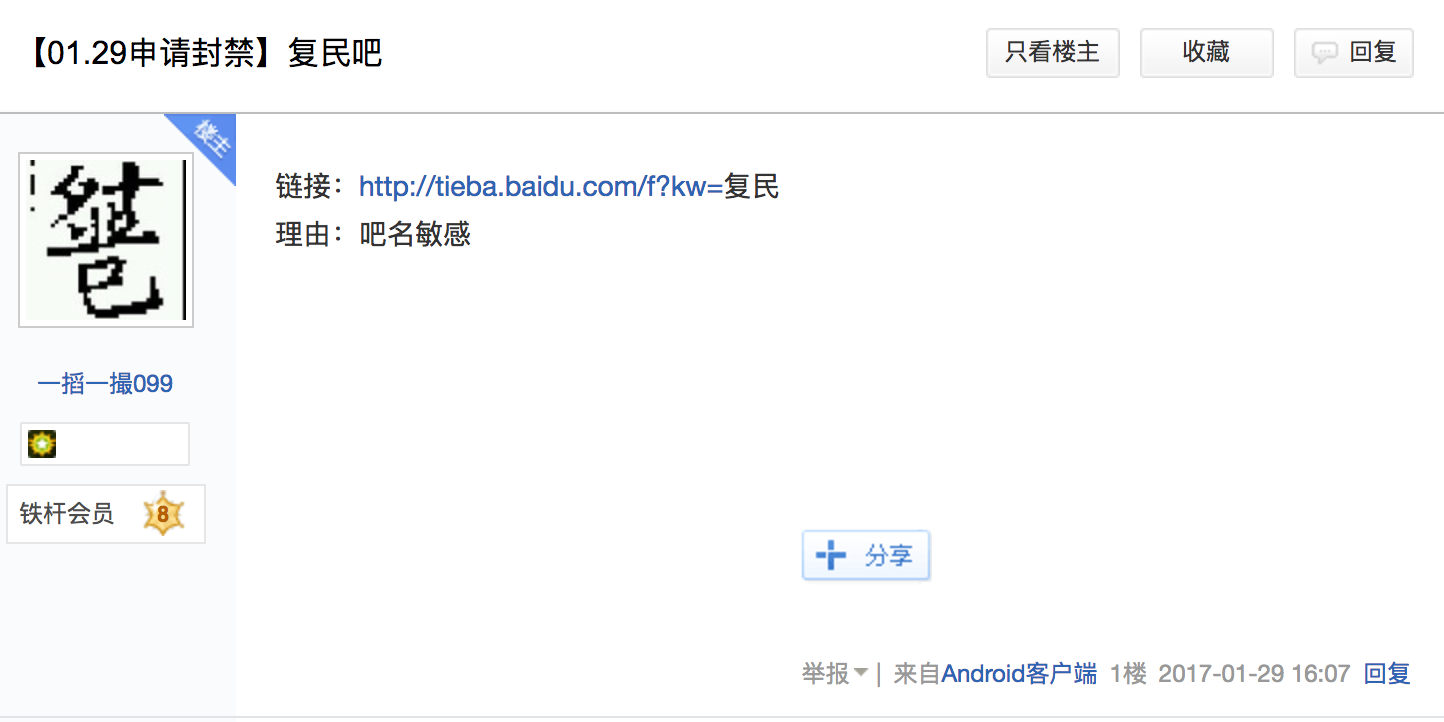 【01.29申请封禁】复民吧
只看楼主
收藏
回复
楼主
链接：http://tieba.baidu.com/f?kw=复民
理由：吧名敏感
一搯一撮099
铁杆会员 8
分享
举报 | 来自Android客户端 1楼 2017-01-29 16:07 回复